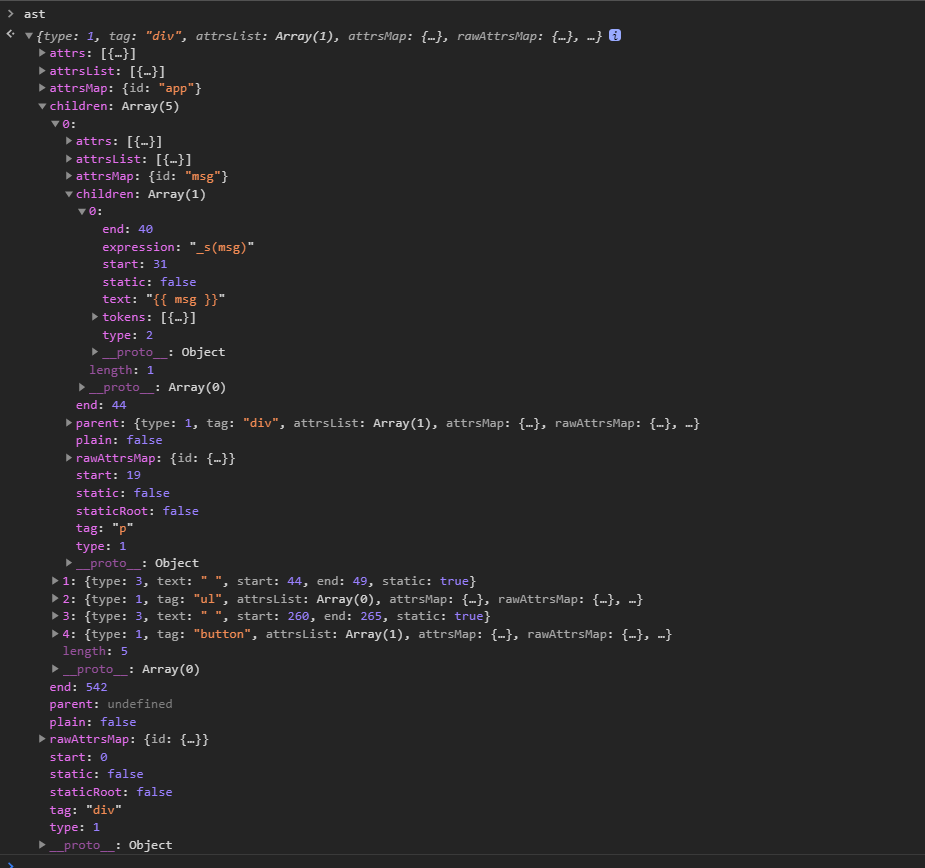 ast
{type: 1, tag: "div", attrsList: Array(1), attrsMap: {…}, rawAttrsMap: {…}, …} i
attrs: [{…}]
attrsList: [{…}]
attrsMap: {id: "app"}
children: Array(5)
0:
attrs: [{…}]
attrsList: [{…}]
attrsMap: {id: "msg"}
children: Array(1)
0:
end: 40
expression: "_s(msg)"
start: 31
static: false
text: "{{ msg }}"
tokens: [{…}]
type: 2
__proto__: Object
length: 1
__proto__: Array(0)
end: 44
parent: {type: 1, tag: "div", attrsList: Array(1), attrsMap: {…}, rawAttrsMap: {…}, …}
plain: false
rawAttrsMap: {id: {…}}
start: 19
static: false
staticRoot: false
tag: "p"
type: 1
__proto__: Object
1: {type: 3, text: " ", start: 44, end: 49, static: true}
2: {type: 1, tag: "ul", attrsList: Array(0), attrsMap: {…}, rawAttrsMap: {…}, …}
3: {type: 3, text: " ", start: 260, end: 265, static: true}
4: {type: 1, tag: "button", attrsList: Array(1), attrsMap: {…}, rawAttrsMap: {…}, …}
length: 5
__proto__: Array(0)
end: 542
parent: undefined
plain: false
rawAttrsMap: {id: {…}}
start: 0
static: false
staticRoot: false
tag: "div"
type: 1
__proto__: Object